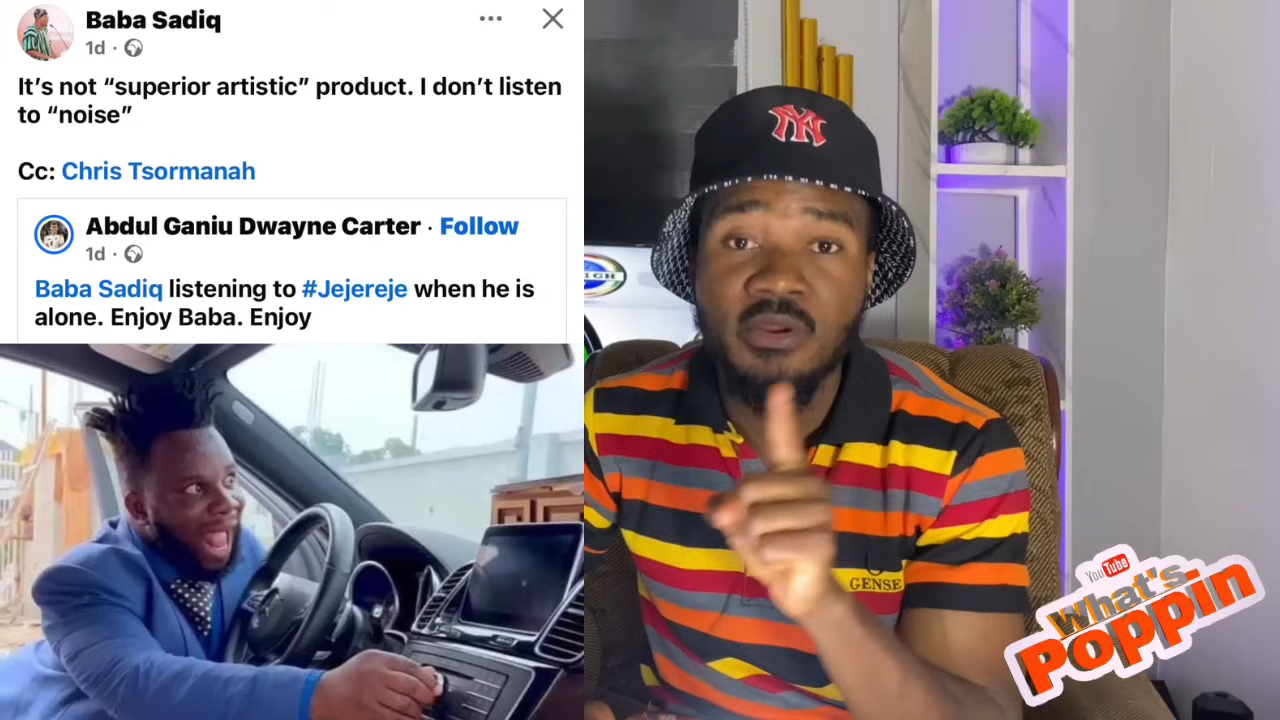 Baba Sadiq
1d ·
It’s not “superior artistic” product. I don’t listen
to “noise”
Cc: Chris Tsormanah
Abdul Ganiu Dwayne Carter · Follow
1d ·
Baba Sadiq listening to #Jejereje when he is
alone. Enjoy Baba. Enjoy
NY
GH
GENSE
YouTube
What's
Poppin